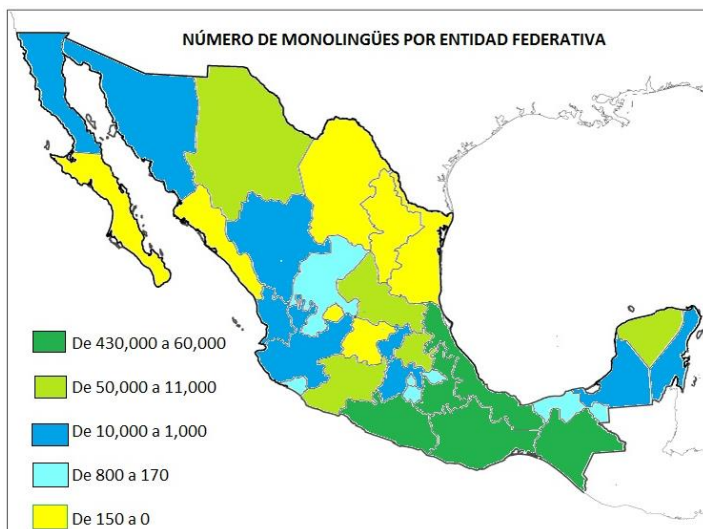 NÚMERO DE MONOLINGÜES POR ENTIDAD FEDERATIVA
De 430,000 a 60,000
De 50,000 a 11,000
De 10,000 a 1,000
De 800 a 170
De 150 a 0